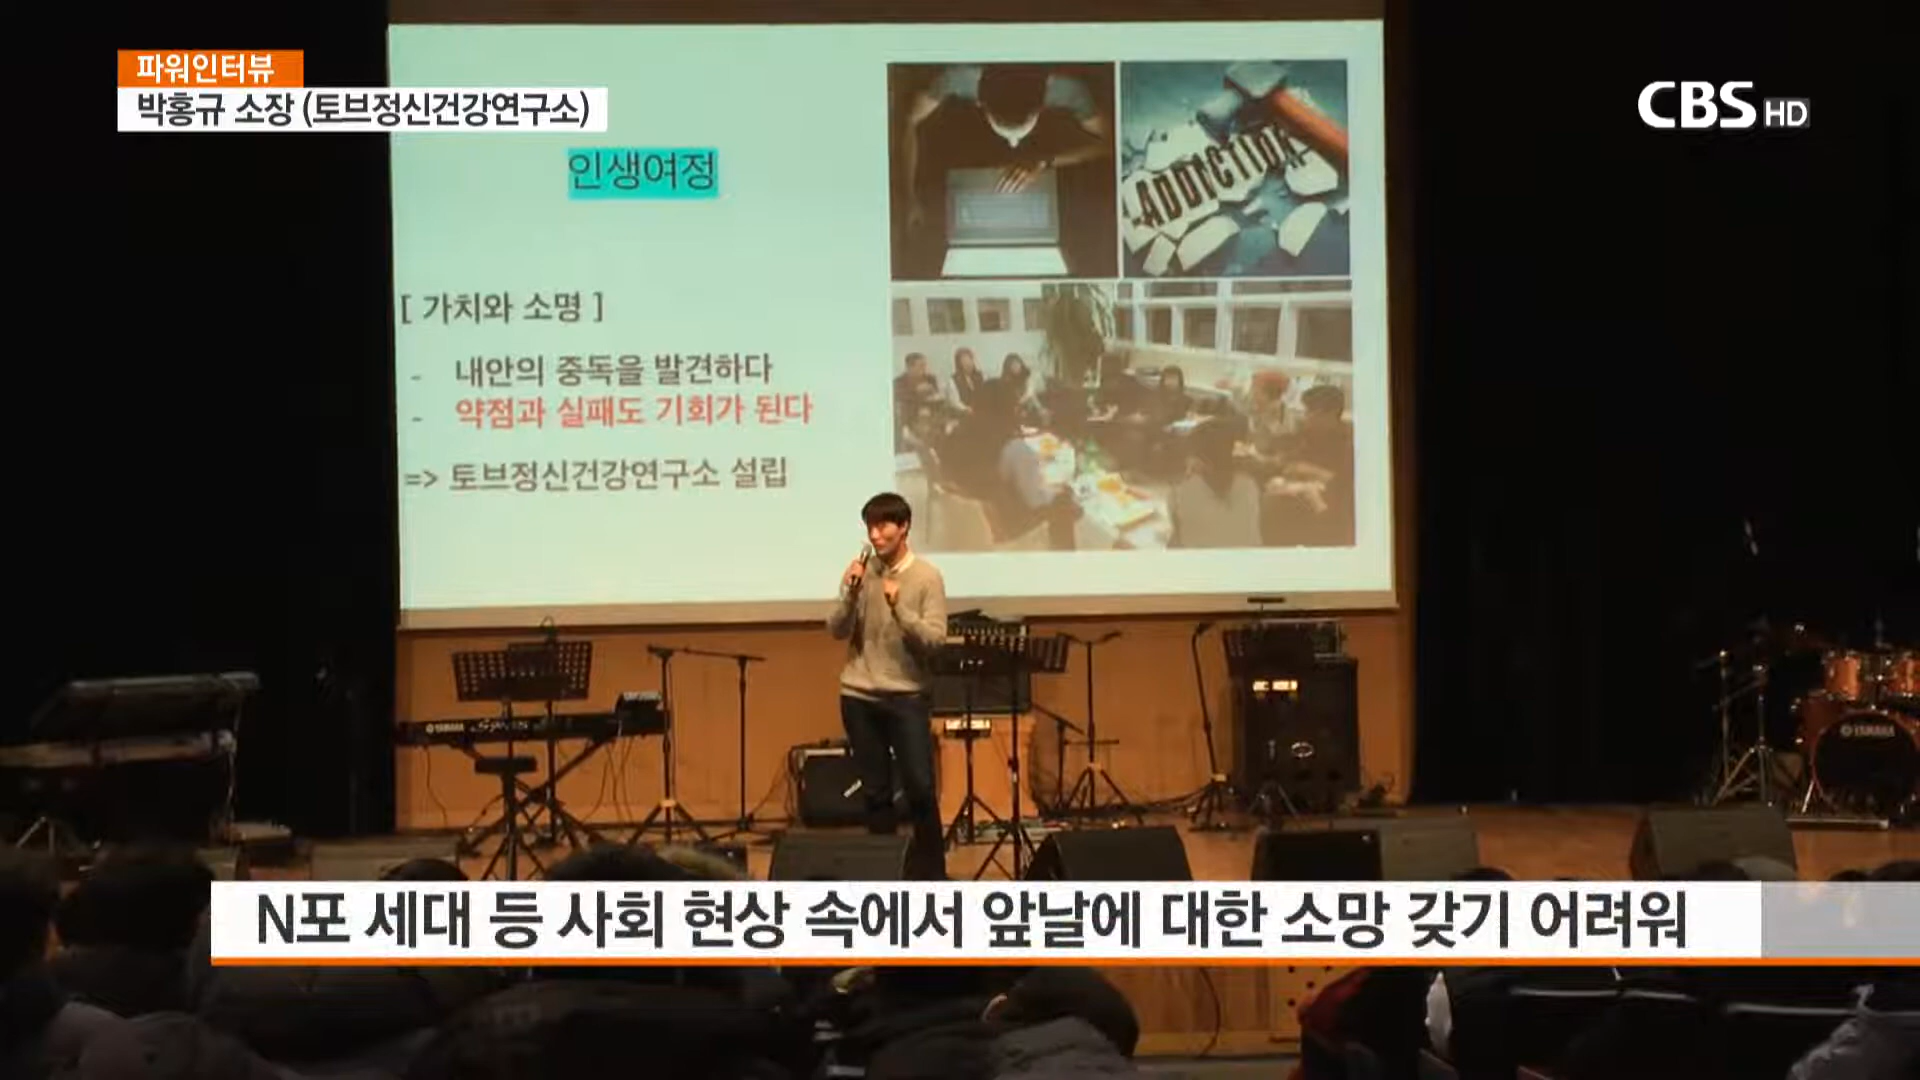 파워인터뷰
박홍규 소장 (토브정신건강연구소)
CBS HD
인생여정
ADDICTION
[ 가치와 소명 ]
- 내안의 중독을 발견하다
- 약점과 실패도 기회가 된다
=> 토브정신건강연구소 설립
YAMAHA
YAMAHA
N포 세대 등 사회 현상 속에서 앞날에 대한 소망 갖기 어려워